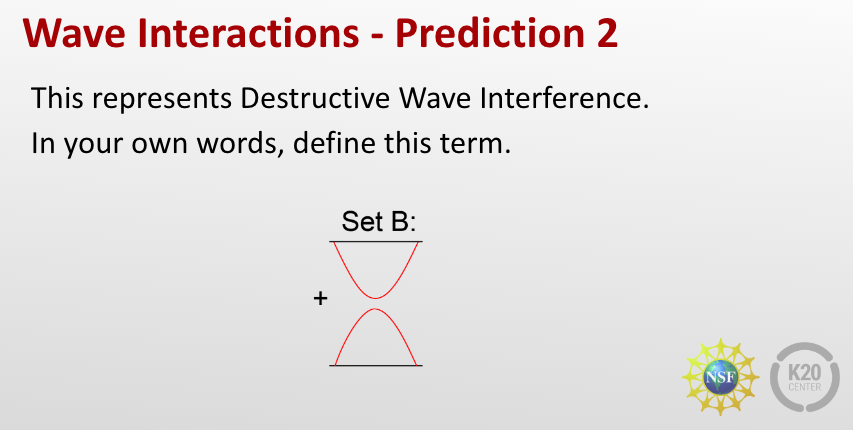 Wave Interactions - Prediction 2
This represents Destructive Wave Interference.
In your own words, define this term.
Set B:
+
NSF
K20
CENTER